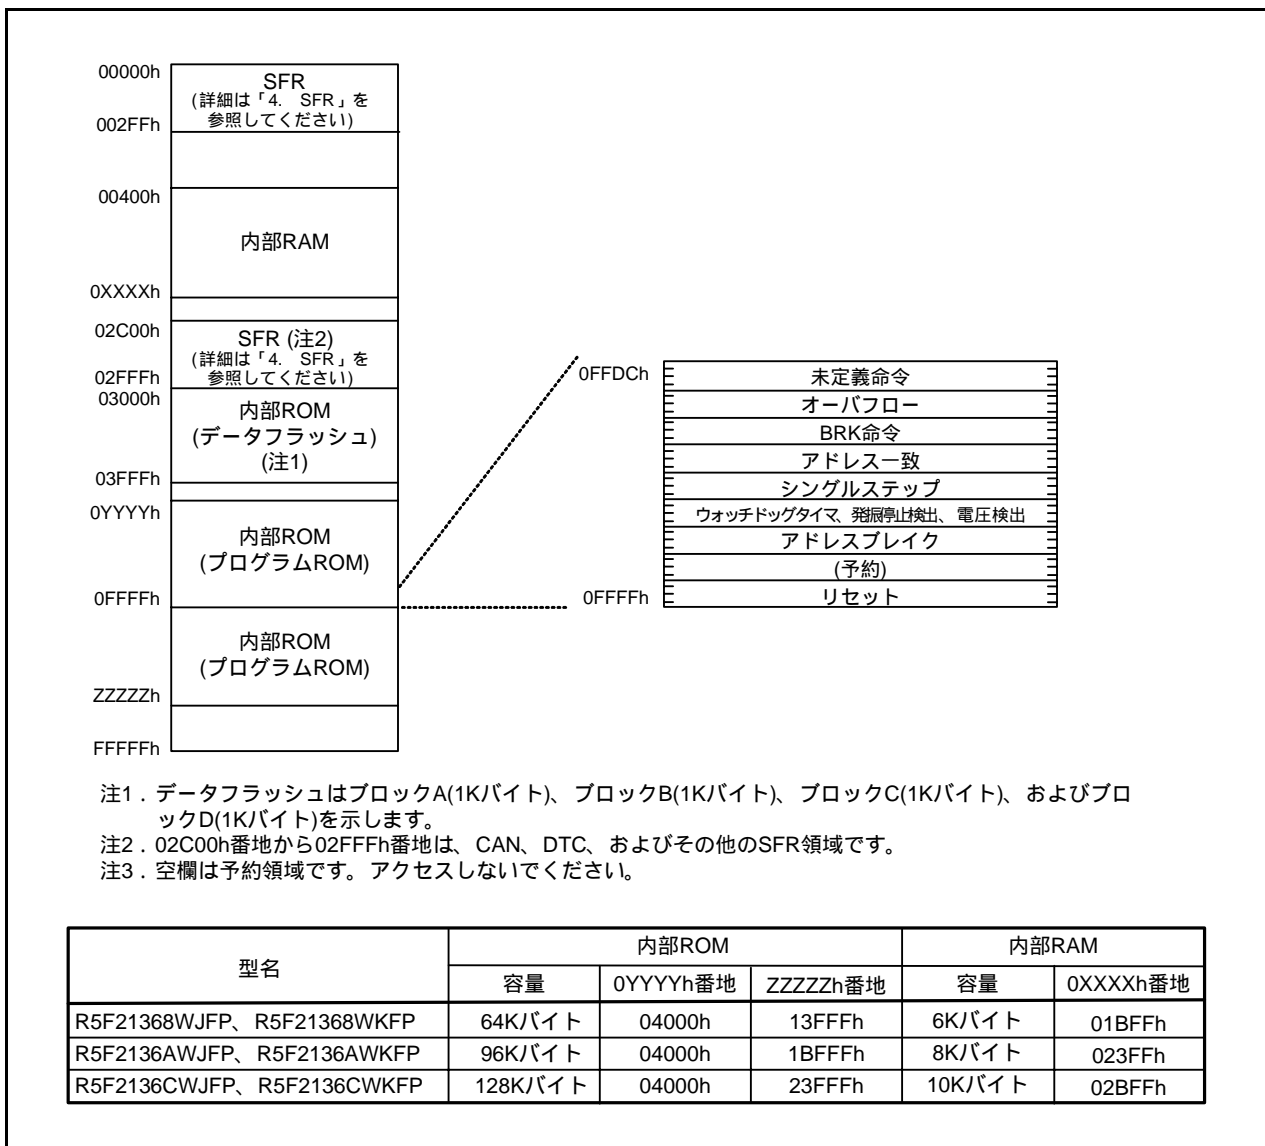 00000h
SFR
(詳細は「4. SFR」を
参照してください)
002FFh
00400h
内部RAM
0XXXXh
02C00h
SFR (注2)
(詳細は「4. SFR」を
参照してください)
02FFFh
03000h
内部ROM
(データフラッシュ)
(注1)
03FFFh
0YYYYh
内部ROM
(プログラムROM)
0FFFFh
内部ROM
(プログラムROM)
ZZZZZh
FFFFFh
0FFDCh
未定義命令
オーバフロー
BRK命令
アドレス一致
シングルステップ
ウォッチドッグタイマ、発振停止検出、電圧検出
アドレスブレイク
(予約)
0FFFFh
リセット
注1．データフラッシュはブロックA(1Kバイト)、ブロックB(1Kバイト)、ブロックC(1Kバイト)、およびブロ
ックD(1Kバイト)を示します。
注2．02C00h番地から02FFFh番地は、CAN、DTC、およびその他のSFR領域です。
注3．空欄は予約領域です。アクセスしないでください。
型名 内部ROM 内部RAM
容量 0YYYYh番地 ZZZZZh番地 容量 0XXXXh番地
R5F21368WJFP、R5F21368WKFP 64Kバイト 04000h 13FFFh 6Kバイト 01BFFh
R5F2136AWJFP、R5F2136AWKFP 96Kバイト 04000h 1BFFFh 8Kバイト 023FFh
R5F2136CWJFP、R5F2136CWKFP 128Kバイト 04000h 23FFFh 10Kバイト 02BFFh